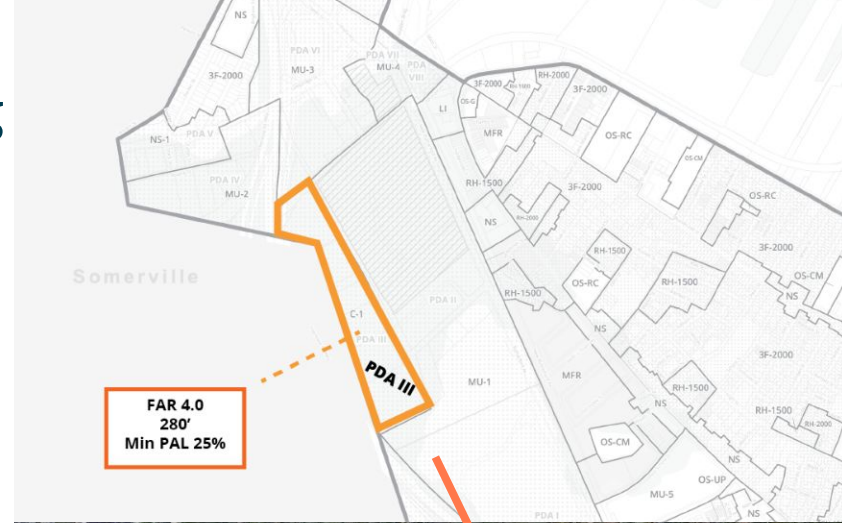 NS
PDA VI
MU-3
PDA VII
MU-4
PDA
VIII
3F-2000
3F-2000
RH-1500
RH-2000
3F-2000
OS-G
LI
MFR
OS-RC
OS-CM
NS-1
PDA V
PDA IV
MU-2
RH-1500
3F-2000
OS-RC
NS
RH-2000
3F-2000
Somerville
RH-1500
OS-CM
PDA II
RH-1500
OS-RC
RH-1500
NS
C-1
PDA III
NS
PDA III
MU-1
MFR
3F-2000
RH-1500
NS
RH-1500
RH-2000
FAR 4.0
280'
Min PAL 25%
OS-CM
NS
OS-UP
MU-5
NS
PDA I